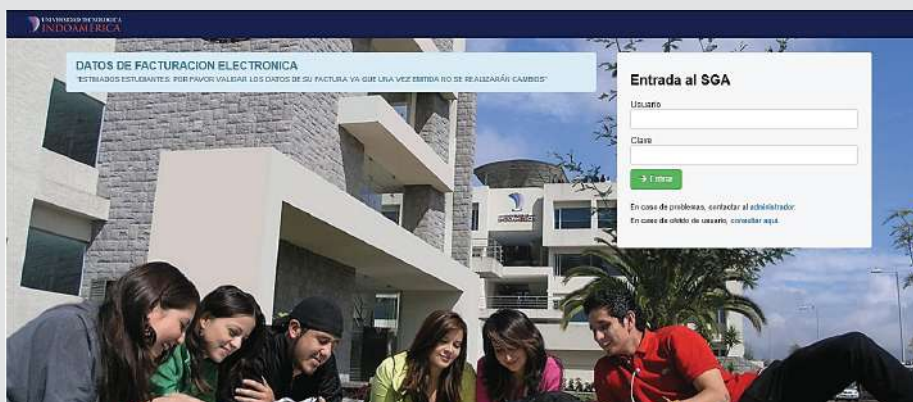 UNIVERSIDAD TECNOLOGICA
INDOAMERICA
DATOS DE FACTURACION ELECTRONICA
"ESTIMADOS ESTUDIANTES: POR FAVOR VALIDAR LOS DATOS DE SU FACTURA YA QUE UNA VEZ EMITIDA NO SE REALIZARÁN CAMBIOS"
Entrada al SGA
Usuario
Clave
Entrar
En caso de problemas, contactar al administrador.
En caso de olvido de usuario, consultar aquí.